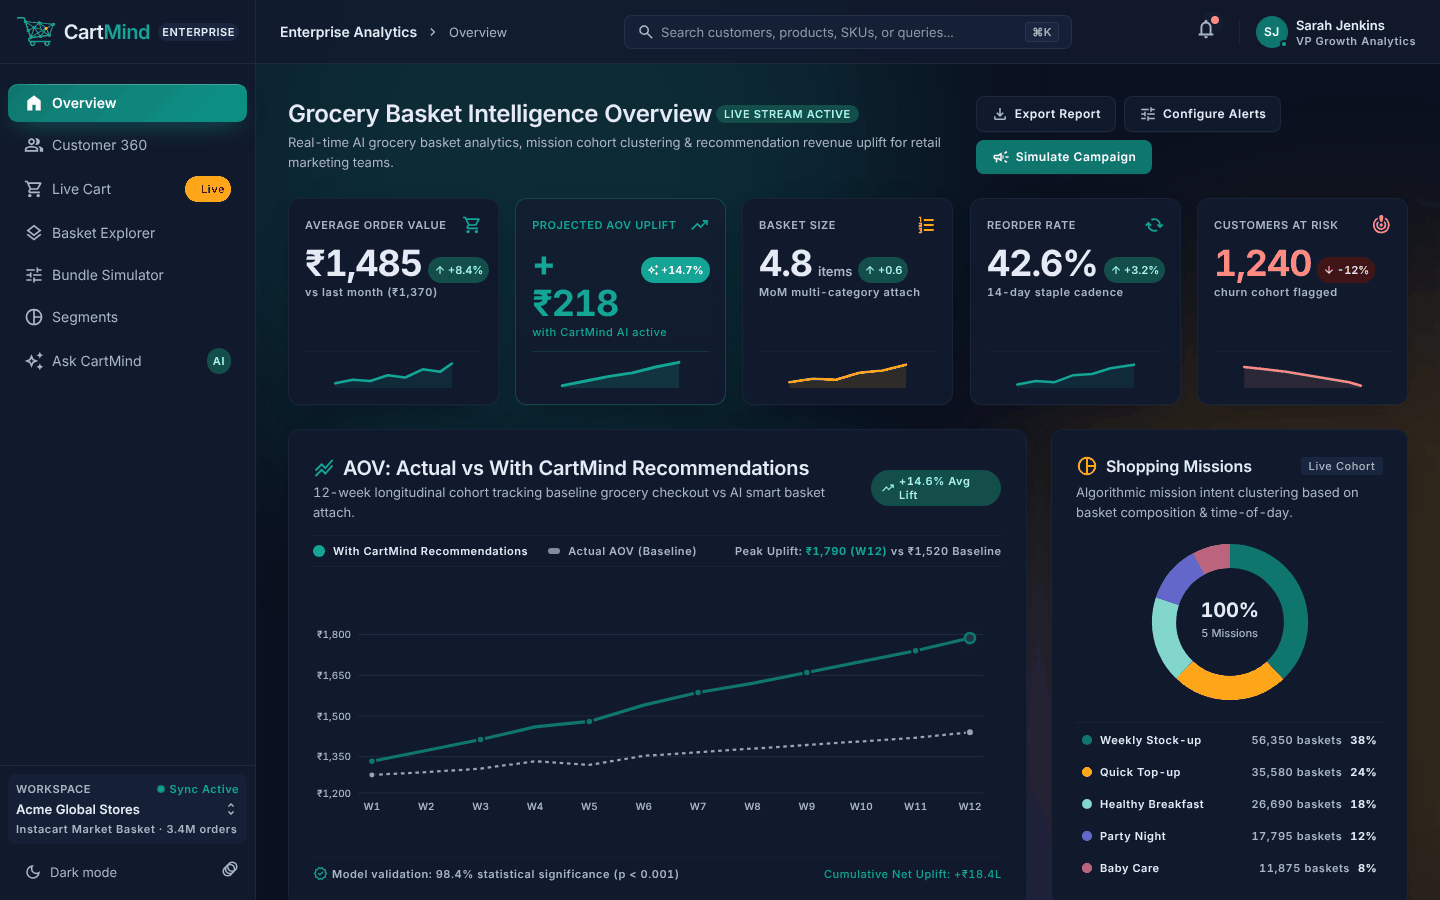 CartMind ENTERPRISE
Enterprise Analytics > Overview
Search customers, products, SKUs, or queries...
⌘K
SJ
Sarah Jenkins
VP Growth Analytics
Overview
Customer 360
Live Cart
Live
Basket Explorer
Bundle Simulator
Segments
Ask CartMind
AI
WORKSPACE
Sync Active
Acme Global Stores
Instacart Market Basket · 3.4M orders
Dark mode
Grocery Basket Intelligence Overview
LIVE STREAM ACTIVE
Real-time AI grocery basket analytics, mission cohort clustering & recommendation revenue uplift for retail
marketing teams.
Export Report
Configure Alerts
Simulate Campaign
AVERAGE ORDER VALUE
₹1,485
↑ +8.4%
vs last month (₹1,370)
PROJECTED AOV UPLIFT
+
₹218
+14.7%
with CartMind AI active
BASKET SIZE
4.8 items
↑ +0.6
MoM multi-category attach
REORDER RATE
42.6%
↑ +3.2%
14-day staple cadence
CUSTOMERS AT RISK
1,240
↓ -12%
churn cohort flagged
AOV: Actual vs With CartMind Recommendations
12-week longitudinal cohort tracking baseline grocery checkout vs AI smart basket
attach.
+14.6% Avg
Lift
With CartMind Recommendations
Actual AOV (Baseline)
Peak Uplift: ₹1,790 (W12) vs ₹1,520 Baseline
₹1,800
₹1,650
₹1,500
₹1,350
₹1,200
W1 W2 W3 W4 W5 W6 W7 W8 W9 W10 W11 W12
Model validation: 98.4% statistical significance (p < 0.001)
Cumulative Net Uplift: +₹18.4L
Shopping Missions
Live Cohort
Algorithmic mission intent clustering based on
basket composition & time-of-day.
100%
5 Missions
Weekly Stock-up 56,350 baskets 38%
Quick Top-up 35,580 baskets 24%
Healthy Breakfast 26,690 baskets 18%
Party Night 17,795 baskets 12%
Baby Care 11,875 baskets 8%